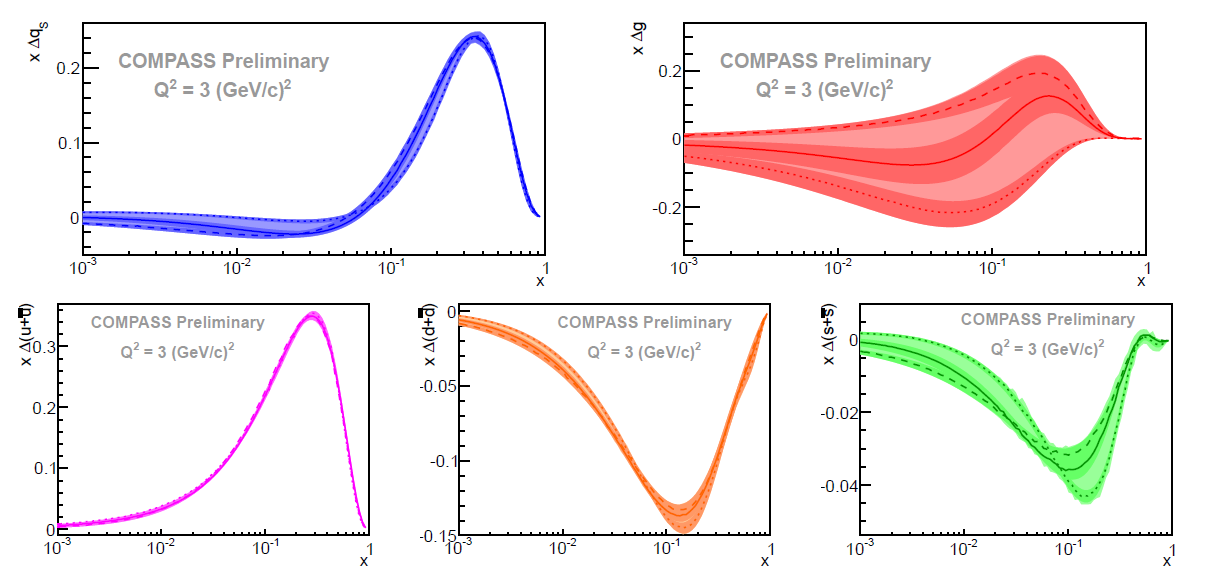 x Δq_s
COMPASS Preliminary
Q² = 3 (GeV/c)²
0.2
0.1
0
10⁻³ 10⁻² 10⁻¹ 1
x
x Δg
COMPASS Preliminary
Q² = 3 (GeV/c)²
0.2
0
-0.2
10⁻³ 10⁻² 10⁻¹ 1
x
x Δ(u+u)
COMPASS Preliminary
Q² = 3 (GeV/c)²
0.3
0.2
0.1
0
10⁻³ 10⁻² 10⁻¹ 1
x
x Δ(d+d)
COMPASS Preliminary
Q² = 3 (GeV/c)²
0
-0.05
-0.1
-0.15
10⁻³ 10⁻² 10⁻¹ 1
x
x Δ(s+s)
COMPASS Preliminary
Q² = 3 (GeV/c)²
0
-0.02
-0.04
10⁻³ 10⁻² 10⁻¹ 1
x